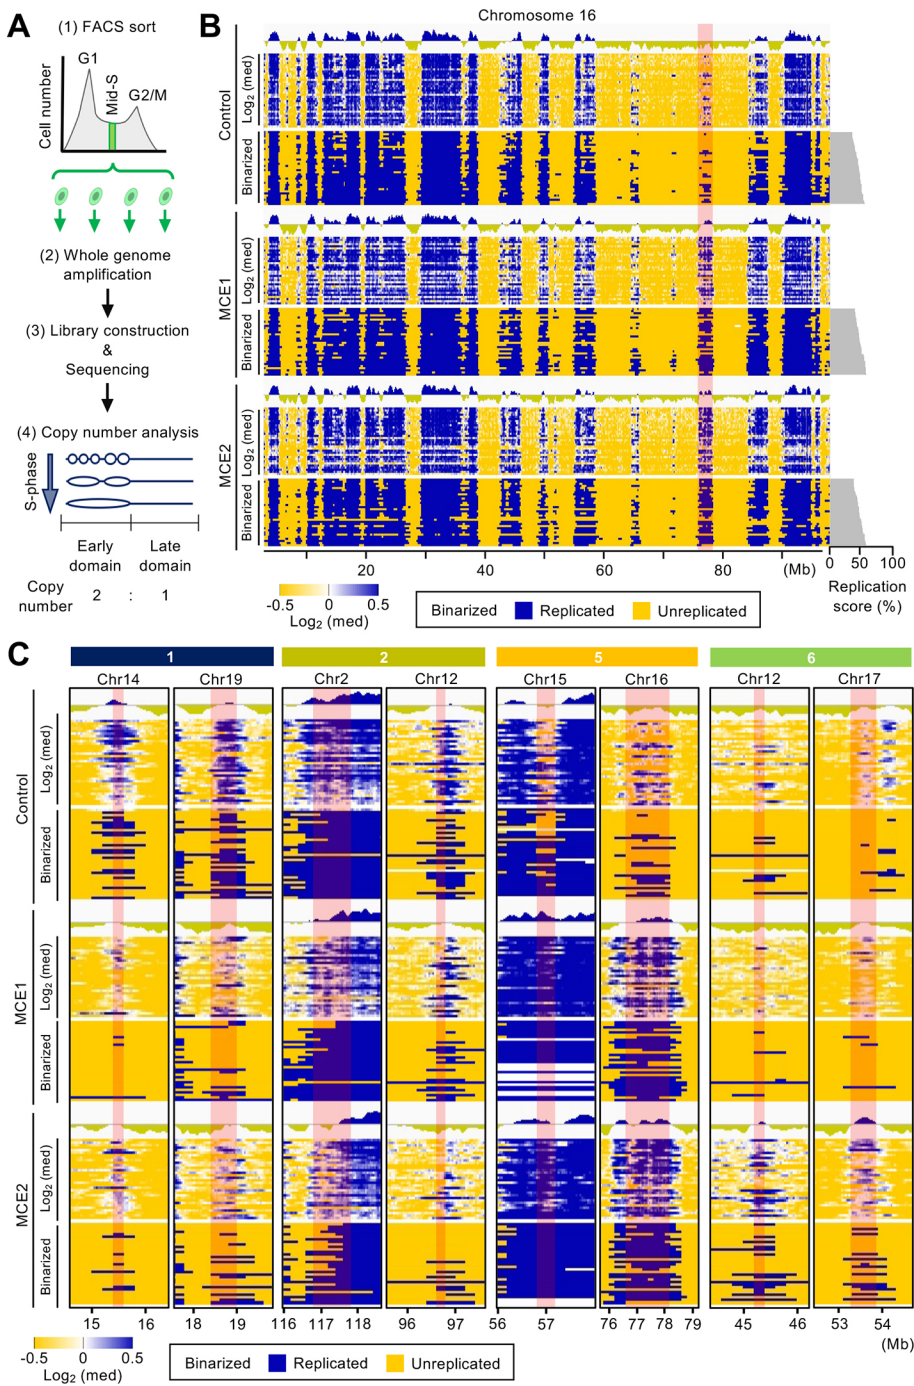 A
(1) FACS sort
G1
Mid-S
G2/M
Cell number
(2) Whole genome
amplification
(3) Library construction
&
Sequencing
(4) Copy number analysis
S-phase
Early
domain
Late
domain
Copy
number
2
:
1
B
Chromosome 16
Control
Log2 (med)
Binarized
MCE1
Log2 (med)
Binarized
MCE2
Log2 (med)
Binarized
20
40
60
80
(Mb)
0
50
100
Replication
score (%)
-0.5
0
0.5
Log2 (med)
Binarized
Replicated
Unreplicated
C
1
2
5
6
Chr14
Chr19
Chr2
Chr12
Chr15
Chr16
Chr12
Chr17
Control
Log2 (med)
Binarized
MCE1
Log2 (med)
Binarized
MCE2
Log2 (med)
Binarized
15
16
18
19
116
117
118
96
97
56
57
76
77
78
79
45
46
53
54
(Mb)
-0.5
0
0.5
Log2 (med)
Binarized
Replicated
Unreplicated